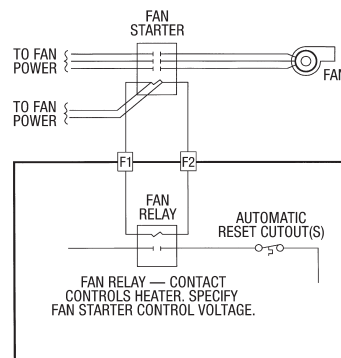 FAN
STARTER
TO FAN
POWER
TO FAN
POWER
F1
F2
FAN
RELAY
AUTOMATIC
RESET CUTOUT(S)
FAN RELAY — CONTACT
CONTROLS HEATER. SPECIFY
FAN STARTER CONTROL VOLTAGE.